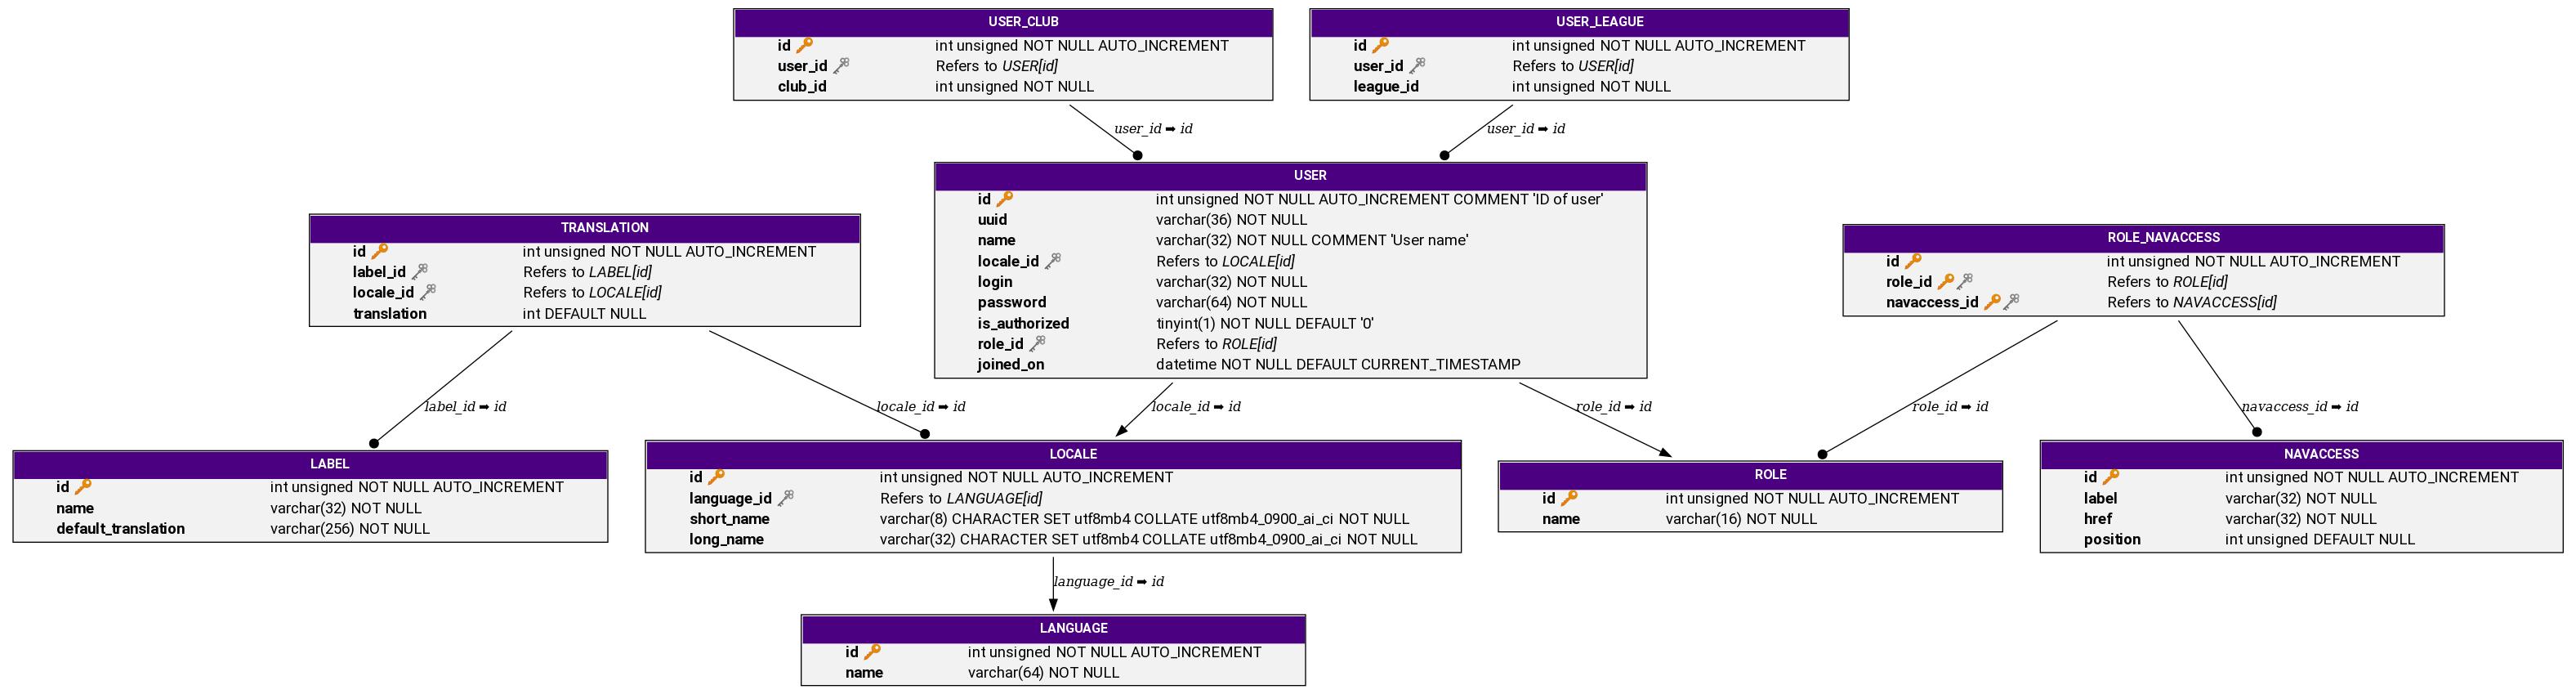 USER_CLUB
id int unsigned NOT NULL AUTO_INCREMENT
user_id Refers to USER[id]
club_id int unsigned NOT NULL
USER_LEAGUE
id int unsigned NOT NULL AUTO_INCREMENT
user_id Refers to USER[id]
league_id int unsigned NOT NULL
user_id ➡ id
user_id ➡ id
USER
id int unsigned NOT NULL AUTO_INCREMENT COMMENT 'ID of user'
uuid varchar(36) NOT NULL
name varchar(32) NOT NULL COMMENT 'User name'
locale_id Refers to LOCALE[id]
login varchar(32) NOT NULL
password varchar(64) NOT NULL
is_authorized tinyint(1) NOT NULL DEFAULT '0'
role_id Refers to ROLE[id]
joined_on datetime NOT NULL DEFAULT CURRENT_TIMESTAMP
TRANSLATION
id int unsigned NOT NULL AUTO_INCREMENT
label_id Refers to LABEL[id]
locale_id Refers to LOCALE[id]
translation int DEFAULT NULL
ROLE_NAVACCESS
id int unsigned NOT NULL AUTO_INCREMENT
role_id Refers to ROLE[id]
navaccess_id Refers to NAVACCESS[id]
label_id ➡ id
locale_id ➡ id
locale_id ➡ id
role_id ➡ id
role_id ➡ id
navaccess_id ➡ id
LABEL
id int unsigned NOT NULL AUTO_INCREMENT
name varchar(32) NOT NULL
default_translation varchar(256) NOT NULL
LOCALE
id int unsigned NOT NULL AUTO_INCREMENT
language_id Refers to LANGUAGE[id]
short_name varchar(8) CHARACTER SET utf8mb4 COLLATE utf8mb4_0900_ai_ci NOT NULL
long_name varchar(32) CHARACTER SET utf8mb4 COLLATE utf8mb4_0900_ai_ci NOT NULL
ROLE
id int unsigned NOT NULL AUTO_INCREMENT
name varchar(16) NOT NULL
NAVACCESS
id int unsigned NOT NULL AUTO_INCREMENT
label varchar(32) NOT NULL
href varchar(32) NOT NULL
position int unsigned DEFAULT NULL
language_id ➡ id
LANGUAGE
id int unsigned NOT NULL AUTO_INCREMENT
name varchar(64) NOT NULL